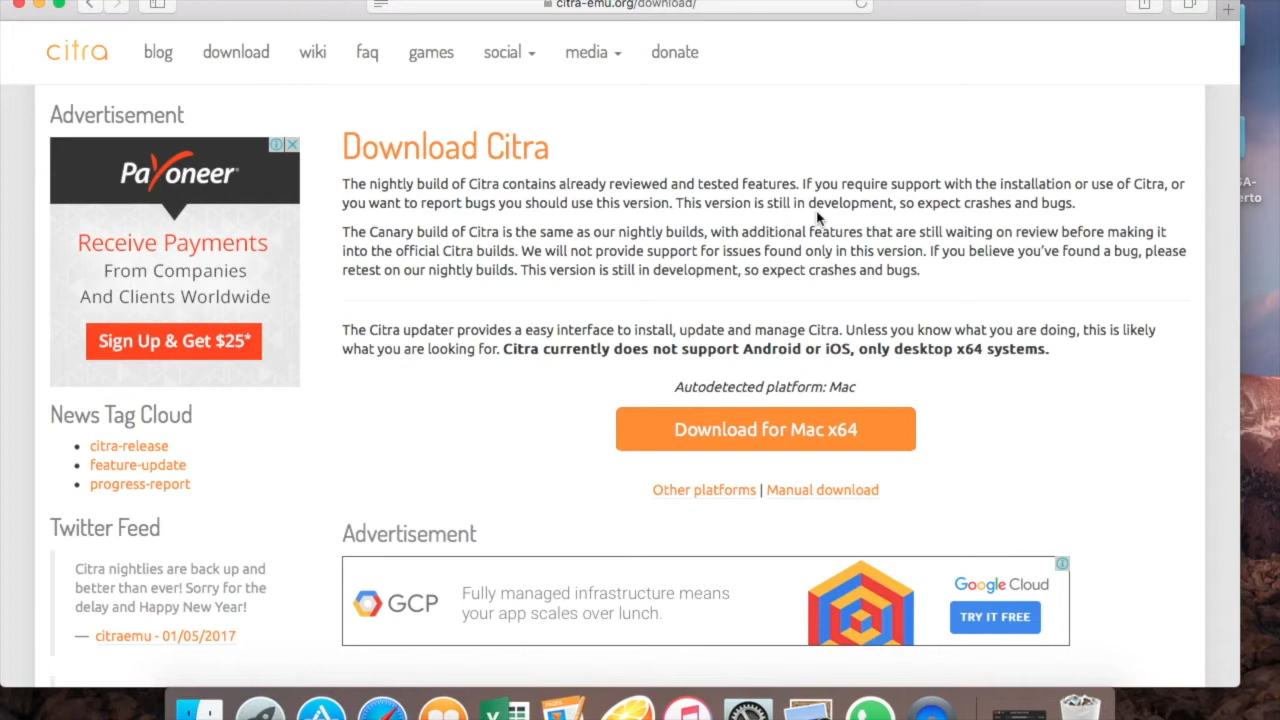 citra-emu.org/download/
citra
blog
download
wiki
faq
games
social
media
donate
Advertisement
Payoneer
Receive Payments
From Companies
And Clients Worldwide
Sign Up & Get $25*
News Tag Cloud
citra-release
feature-update
progress-report
Twitter Feed
Citra nightlies are back up and
better than ever! Sorry for the
delay and Happy New Year!
— citraemu - 01/05/2017
Download Citra
The nightly build of Citra contains already reviewed and tested features. If you require support with the installation or use of Citra, or
you want to report bugs you should use this version. This version is still in development, so expect crashes and bugs.
The Canary build of Citra is the same as our nightly builds, with additional features that are still waiting on review before making it
into the official Citra builds. We will not provide support for issues found only in this version. If you believe you've found a bug, please
retest on our nightly builds. This version is still in development, so expect crashes and bugs.
The Citra updater provides a easy interface to install, update and manage Citra. Unless you know what you are doing, this is likely
what you are looking for. Citra currently does not support Android or iOS, only desktop x64 systems.
Autodetected platform: Mac
Download for Mac x64
Other platforms | Manual download
Advertisement
GCP
Fully managed infrastructure means
your app scales over lunch.
Google Cloud
TRY IT FREE
PAGES